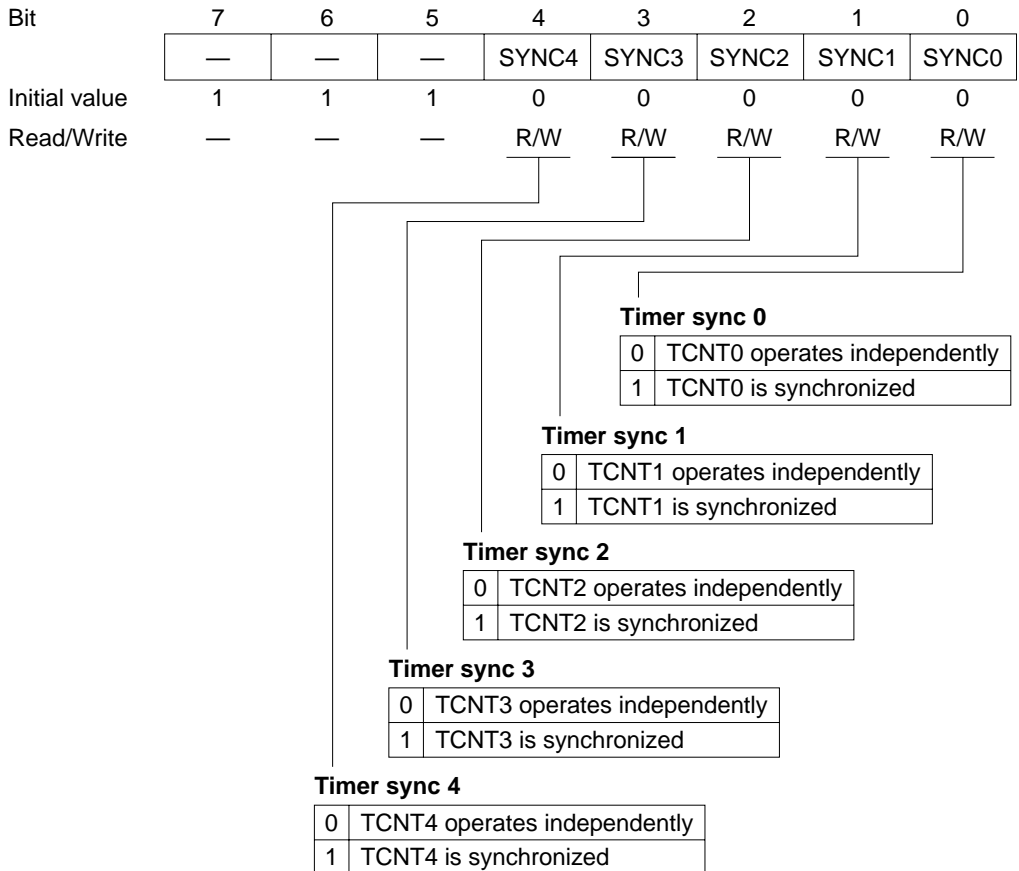 Bit 7 6 5 4 3 2 1 0
— — — SYNC4 SYNC3 SYNC2 SYNC1 SYNC0
Initial value 1 1 1 0 0 0 0 0
Read/Write — — — R/W R/W R/W R/W R/W
Timer sync 0
0 TCNT0 operates independently
1 TCNT0 is synchronized
Timer sync 1
0 TCNT1 operates independently
1 TCNT1 is synchronized
Timer sync 2
0 TCNT2 operates independently
1 TCNT2 is synchronized
Timer sync 3
0 TCNT3 operates independently
1 TCNT3 is synchronized
Timer sync 4
0 TCNT4 operates independently
1 TCNT4 is synchronized